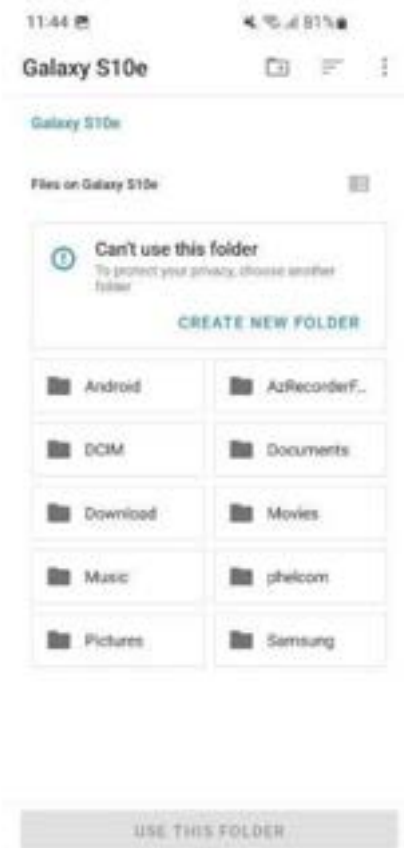 11:44 81%
Galaxy S10e
Galaxy S10e
Files on Galaxy S10e
Can't use this folder
To protect your privacy, choose another
folder
CREATE NEW FOLDER
Android AzRecorderF...
DCIM Documents
Download Movies
Music phelcom
Pictures Samsung
USE THIS FOLDER